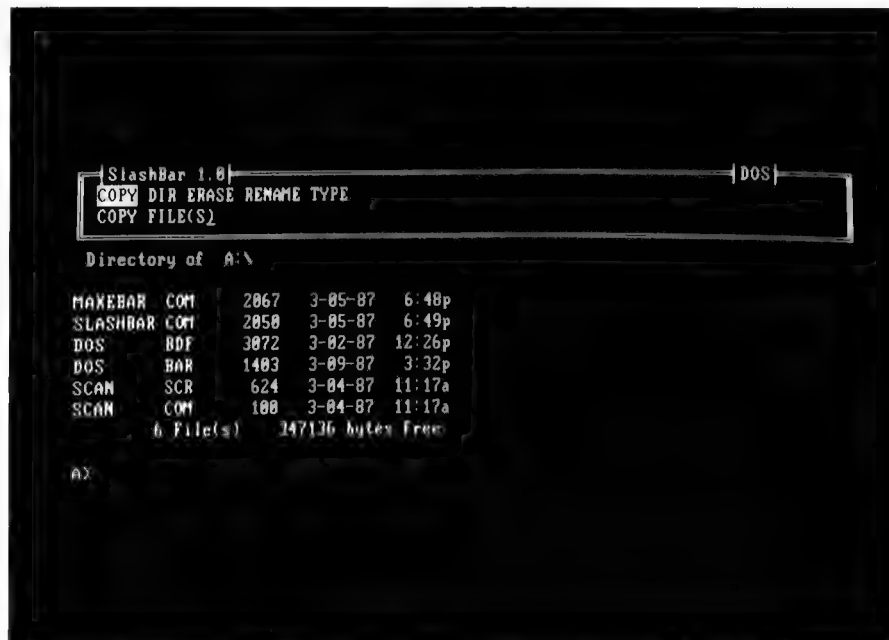 SlashBar 1.0 DOS
COPY DIR ERASE RENAME TYPE
COPY FILE(S)
Directory of A:\
MAKEBAR COM 2067 3-05-87 6:48p
SLASHBAR COM 2050 3-05-87 6:49p
DOS BDF 3072 3-02-87 12:26p
DOS BAR 1403 3-09-87 3:32p
SCAN SCR 624 3-04-87 11:17a
SCAN COM 100 3-04-87 11:17a
6 File(s) 347136 bytes free
A>